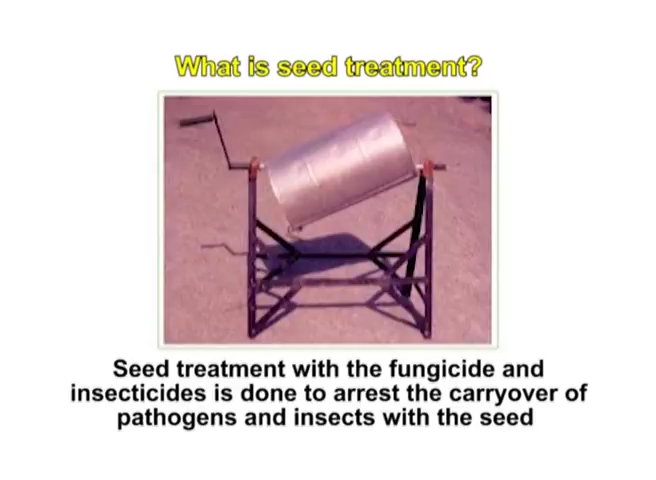 What is seed treatment?
Seed treatment with the fungicide and
insecticides is done to arrest the carryover of
pathogens and insects with the seed